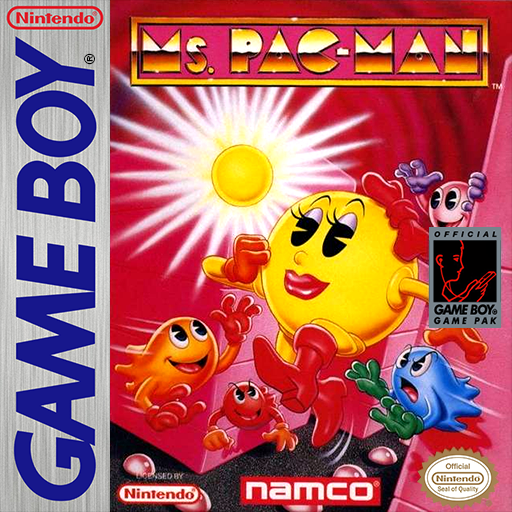 Nintendo
GAME BOY®
Ms. PAC-MAN
TM
OFFICIAL
GAME BOY®
GAME PAK
LICENSED BY
Nintendo
namco
Official
Nintendo
Seal of Quality